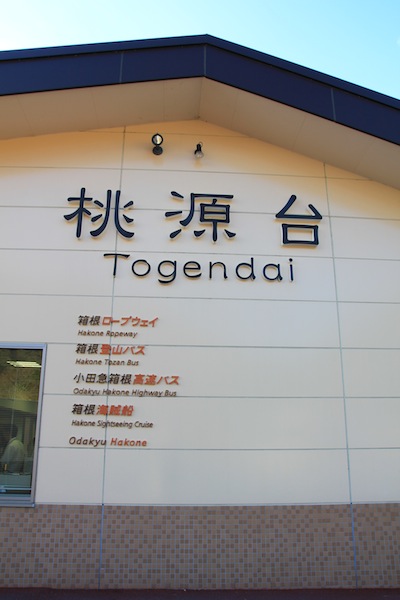 桃源台
Togendai
箱根ロープウェイ
Hakone Ropeway
箱根登山バス
Hakone Tozan Bus
小田急箱根高速バス
Odakyu Hakone Highway Bus
箱根海賊船
Hakone Sightseeing Cruise
Odakyu Hakone